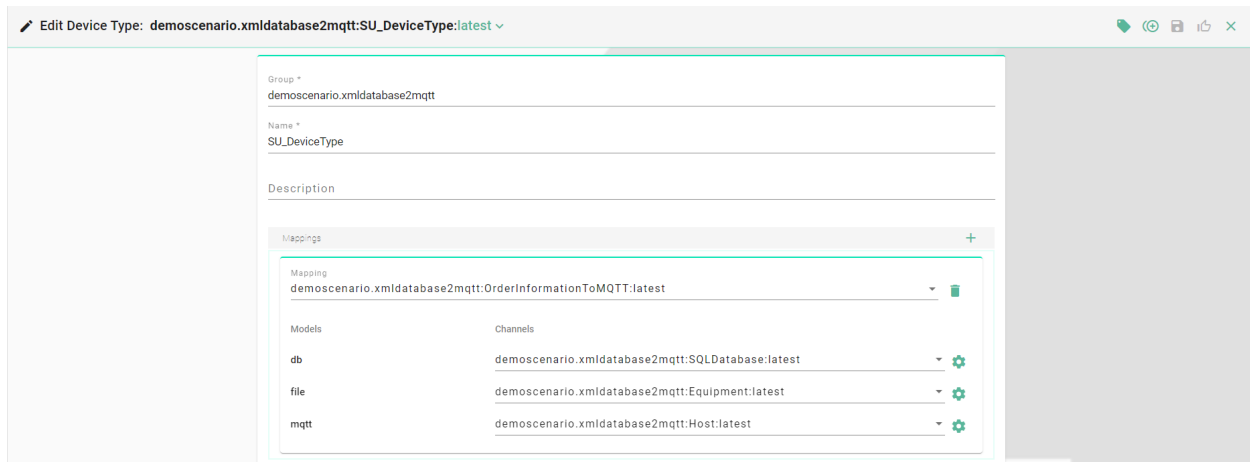 Edit Device Type: demoscenario.xmldatabase2mqtt:SU_DeviceType:latest
Group *
demoscenario.xmldatabase2mqtt
Name *
SU_DeviceType
Description
Mappings
Mapping
demoscenario.xmldatabase2mqtt:OrderInformationToMQTT:latest
Models Channels
db demoscenario.xmldatabase2mqtt:SQLDatabase:latest
file demoscenario.xmldatabase2mqtt:Equipment:latest
mqtt demoscenario.xmldatabase2mqtt:Host:latest